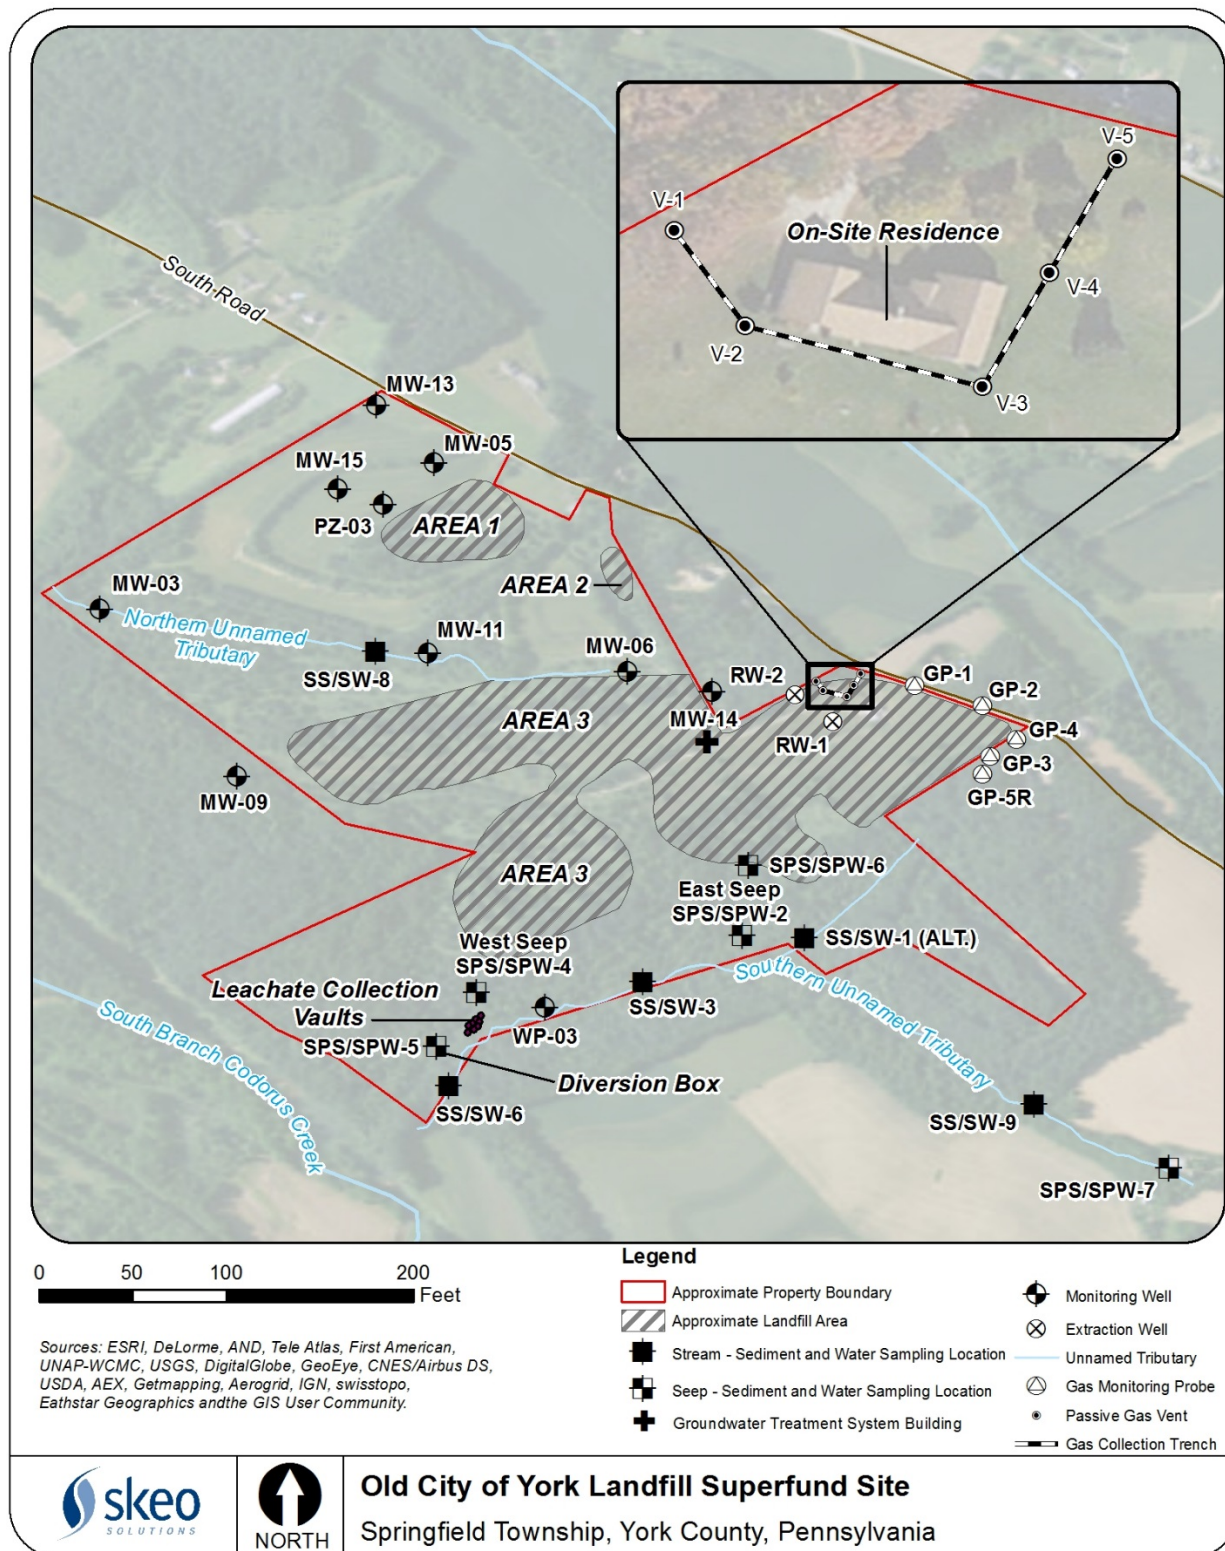 V-5
V-1
On-Site Residence
V-4
V-2
V-3
South Road
MW-13
MW-05
MW-15
PZ-03
AREA 1
AREA 2
MW-03
Northern Unnamed
Tributary
MW-11
SS/SW-8
MW-06
RW-2
GP-1
GP-2
MW-14
GP-4
AREA 3
RW-1
GP-3
MW-09
GP-5R
SPS/SPW-6
AREA 3
East Seep
SPS/SPW-2
West Seep
SPS/SPW-4
SS/SW-1 (ALT.)
Leachate Collection
Vaults
SS/SW-3
Southern Unnamed Tributary
WP-03
SPS/SPW-5
South Branch Codorus Creek
Diversion Box
SS/SW-6
SS/SW-9
SPS/SPW-7
0 50 100 200
Feet
Sources: ESRI, DeLorme, AND, Tele Atlas, First American,
UNAP-WCMC, USGS, DigitalGlobe, GeoEye, CNES/Airbus DS,
USDA, AEX, Getmapping, Aerogrid, IGN, swisstopo,
Eathstar Geographics andthe GIS User Community.
Legend
Approximate Property Boundary
Approximate Landfill Area
Stream - Sediment and Water Sampling Location
Seep - Sediment and Water Sampling Location
Groundwater Treatment System Building
Monitoring Well
Extraction Well
Unnamed Tributary
Gas Monitoring Probe
Passive Gas Vent
Gas Collection Trench
skeo
SOLUTIONS
NORTH
Old City of York Landfill Superfund Site
Springfield Township, York County, Pennsylvania